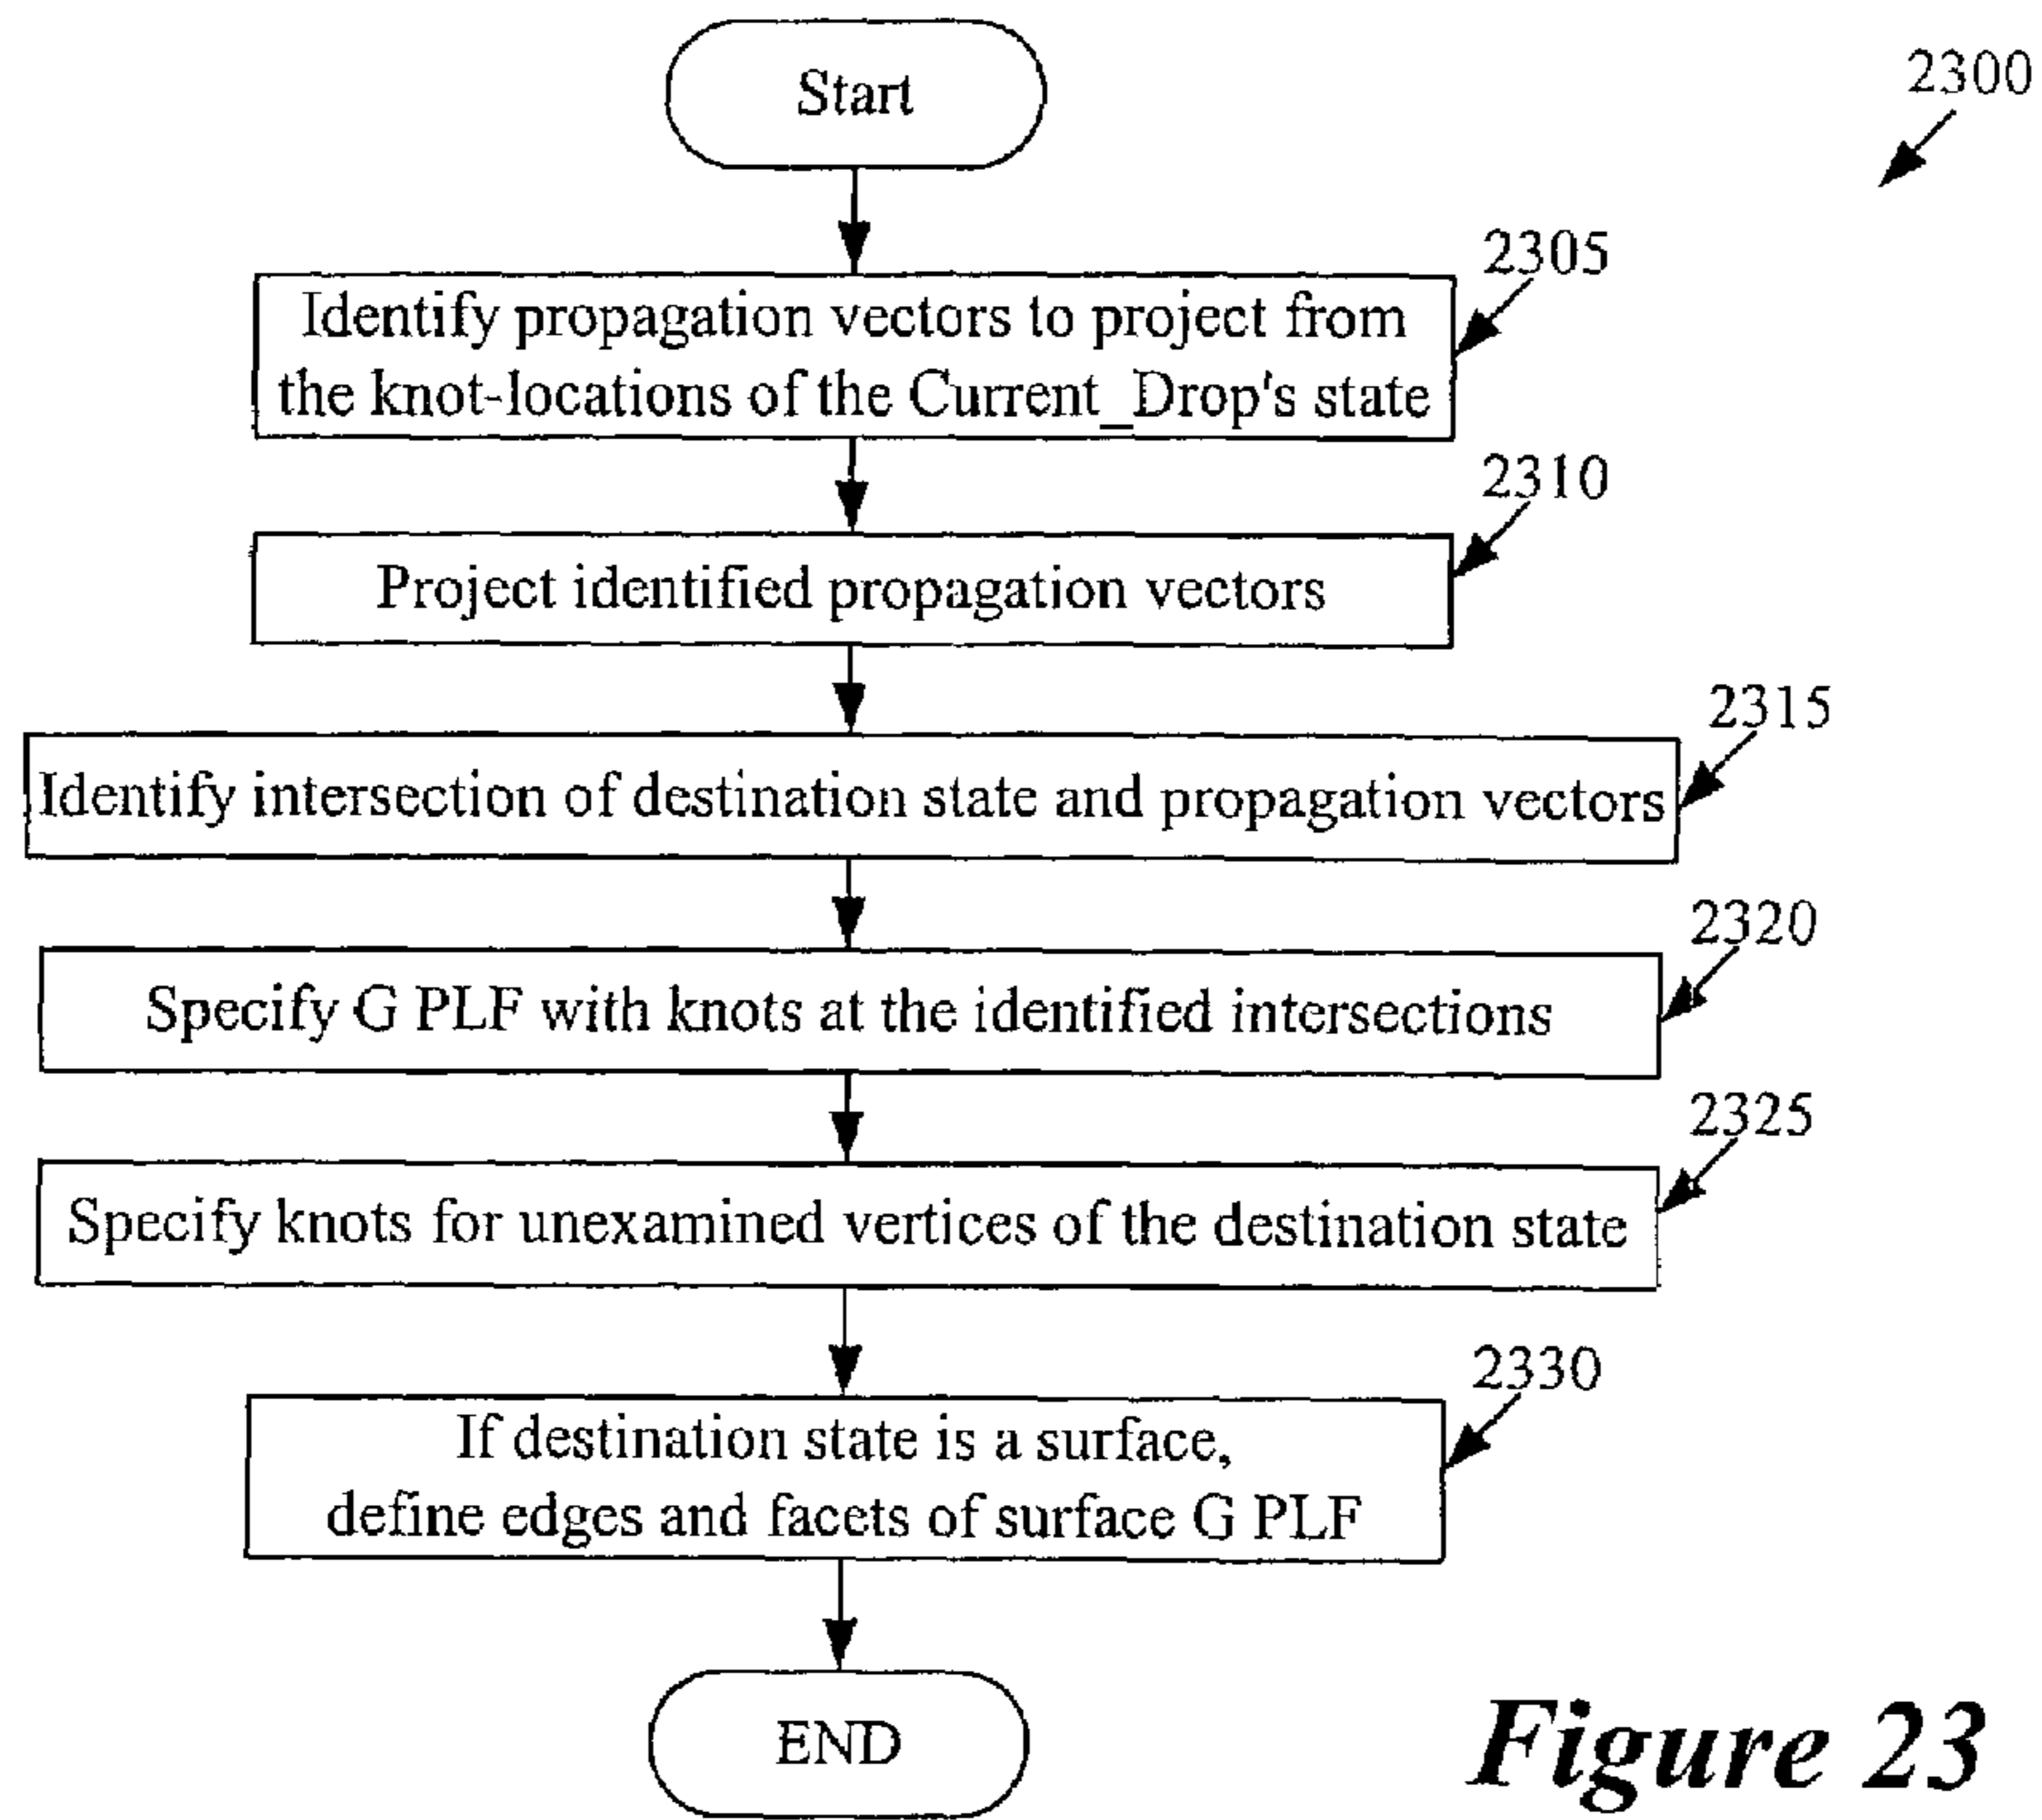 Start
2300
2305
Identify propagation vectors to project from
the knot-locations of the Current_Drop's state
2310
Project identified propagation vectors
2315
Identify intersection of destination state and propagation vectors
2320
Specify G PLF with knots at the identified intersections
2325
Specify knots for unexamined vertices of the destination state
2330
If destination state is a surface,
define edges and facets of surface G PLF
END
Figure 23